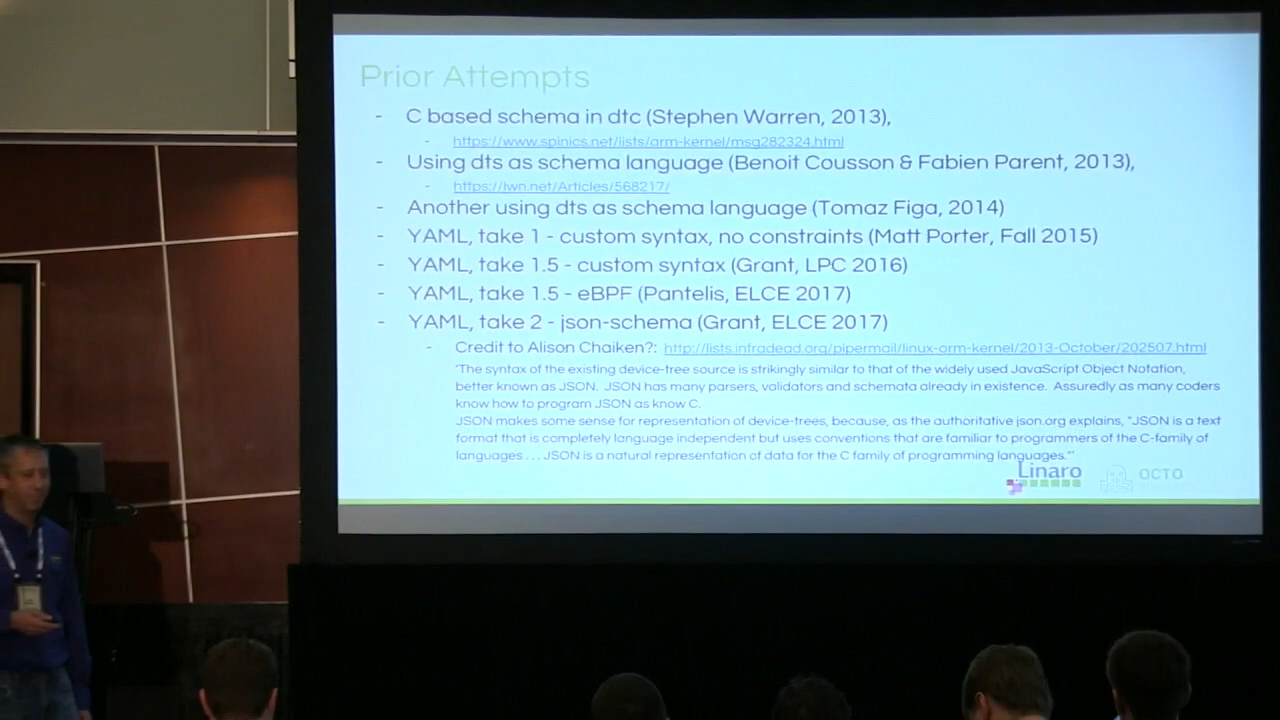 Prior Attempts
- C based schema in dtc (Stephen Warren, 2013),
- https://www.spinics.net/lists/arm-kernel/msg282324.html
- Using dts as schema language (Benoit Cousson & Fabien Parent, 2013),
- https://lwn.net/Articles/568217/
- Another using dts as schema language (Tomaz Figa, 2014)
- YAML, take 1 - custom syntax, no constraints (Matt Porter, Fall 2015)
- YAML, take 1.5 - custom syntax (Grant, LPC 2016)
- YAML, take 1.5 - eBPF (Pantelis, ELCE 2017)
- YAML, take 2 - json-schema (Grant, ELCE 2017)
- Credit to Alison Chaiken?: http://lists.infradead.org/pipermail/linux-arm-kernel/2013-October/202507.html
'The syntax of the existing device-tree source is strikingly similar to that of the widely used JavaScript Object Notation,
better known as JSON. JSON has many parsers, validators and schemata already in existence. Assuredly as many coders
know how to program JSON as know C.
JSON makes some sense for representation of device-trees, because, as the authoritative json.org explains, "JSON is a text
format that is completely language independent but uses conventions that are familiar to programmers of the C-family of
languages . . . JSON is a natural representation of data for the C family of programming languages."'
Linaro
OCTO